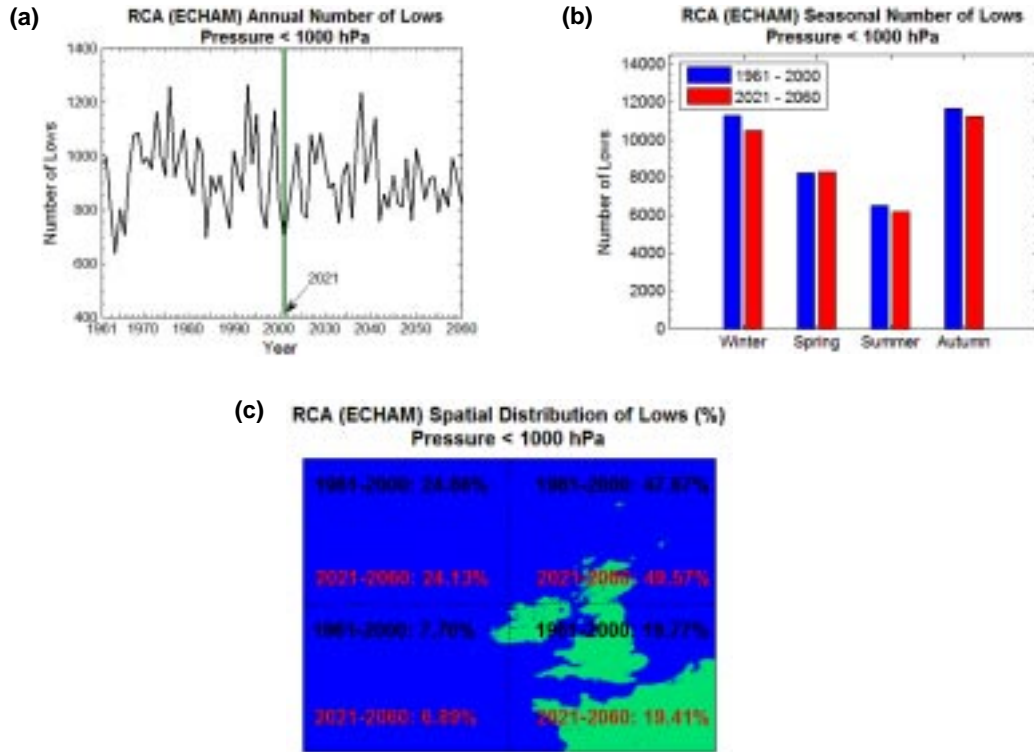 (a)
RCA (ECHAM) Annual Number of Lows
Pressure < 1000 hPa
1400
1200
1000
800
600
400
Number of Lows
2021
1961 1970 1980 1990 2000 2030 2040 2050 2060
Year
(b)
RCA (ECHAM) Seasonal Number of Lows
Pressure < 1000 hPa
14000
12000
10000
8000
6000
4000
2000
0
Number of Lows
1961 - 2000
2021 - 2060
Winter Spring Summer Autumn
(c)
RCA (ECHAM) Spatial Distribution of Lows (%)
Pressure < 1000 hPa
1961-2000:
1961-2000:
2021-2060: 24.13%
2021-2060: 49.57%
1961-2000: 7.70%
1961-2000: 19.77%
2021-2060: 6.89%
2021-2060: 19.41%